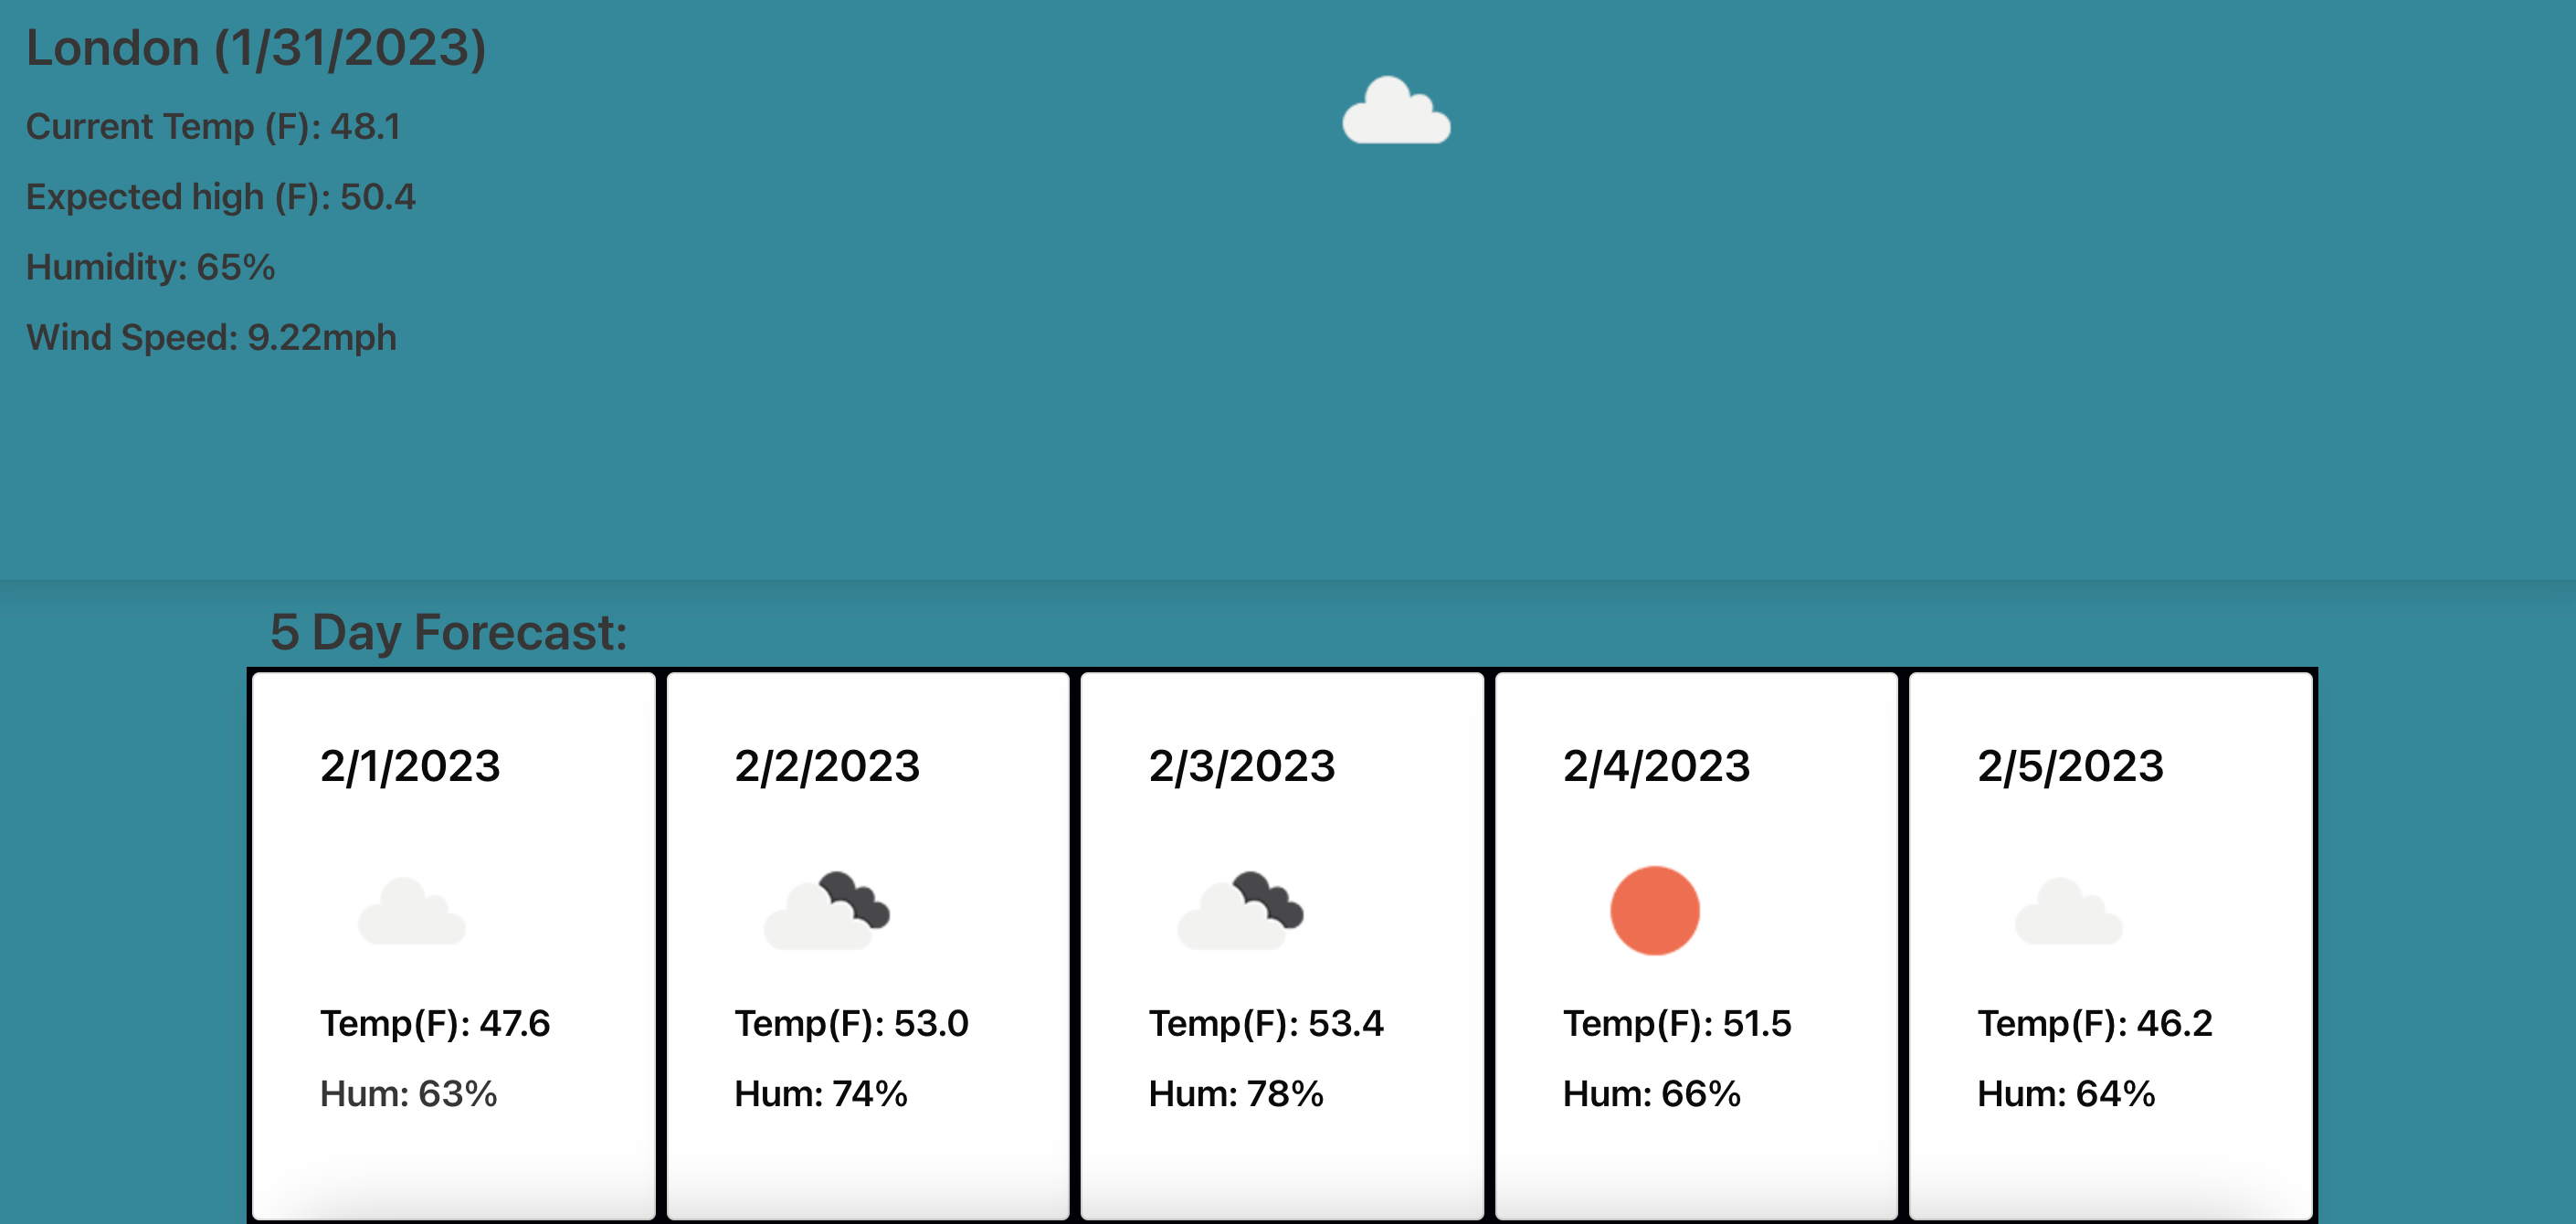 London (1/31/2023)
Current Temp (F): 48.1
Expected high (F): 50.4
Humidity: 65%
Wind Speed: 9.22mph
5 Day Forecast:
2/1/2023
Temp(F): 47.6
Hum: 63%
2/2/2023
Temp(F): 53.0
Hum: 74%
2/3/2023
Temp(F): 53.4
Hum: 78%
2/4/2023
Temp(F): 51.5
Hum: 66%
2/5/2023
Temp(F): 46.2
Hum: 64%